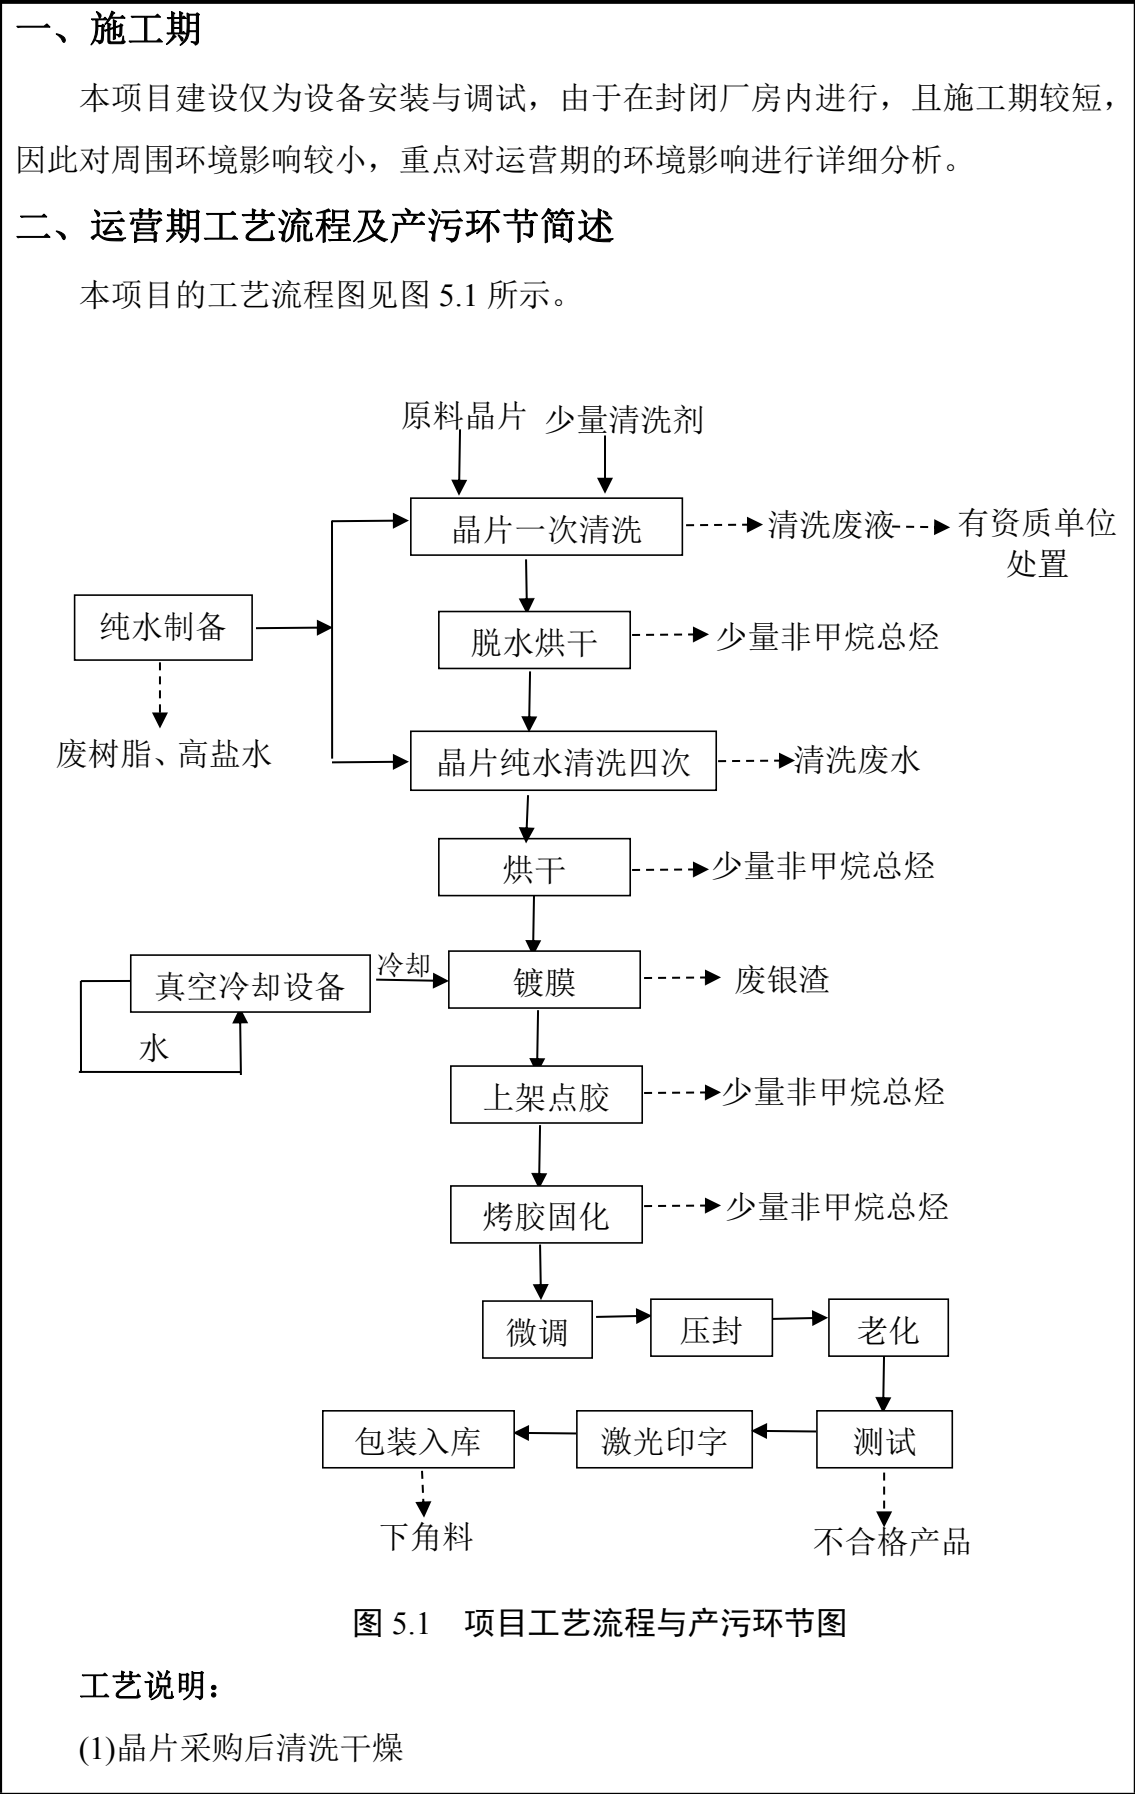 一、施工期
本项目建设仅为设备安装与调试，由于在封闭厂房内进行，且施工期较短，
因此对周围环境影响较小，重点对运营期的环境影响进行详细分析。
二、运营期工艺流程及产污环节简述
本项目的工艺流程图见图 5.1 所示。
原料晶片 少量清洗剂
晶片一次清洗 清洗废液 有资质单位
处置
纯水制备 脱水烘干 少量非甲烷总烃
废树脂、高盐水 晶片纯水清洗四次 清洗废水
烘干 少量非甲烷总烃
真空冷却设备 冷却 镀膜 废银渣
水
上架点胶 少量非甲烷总烃
烤胶固化 少量非甲烷总烃
微调 压封 老化
包装入库 激光印字 测试
下角料 不合格产品
图 5.1 项目工艺流程与产污环节图
工艺说明：
(1)晶片采购后清洗干燥